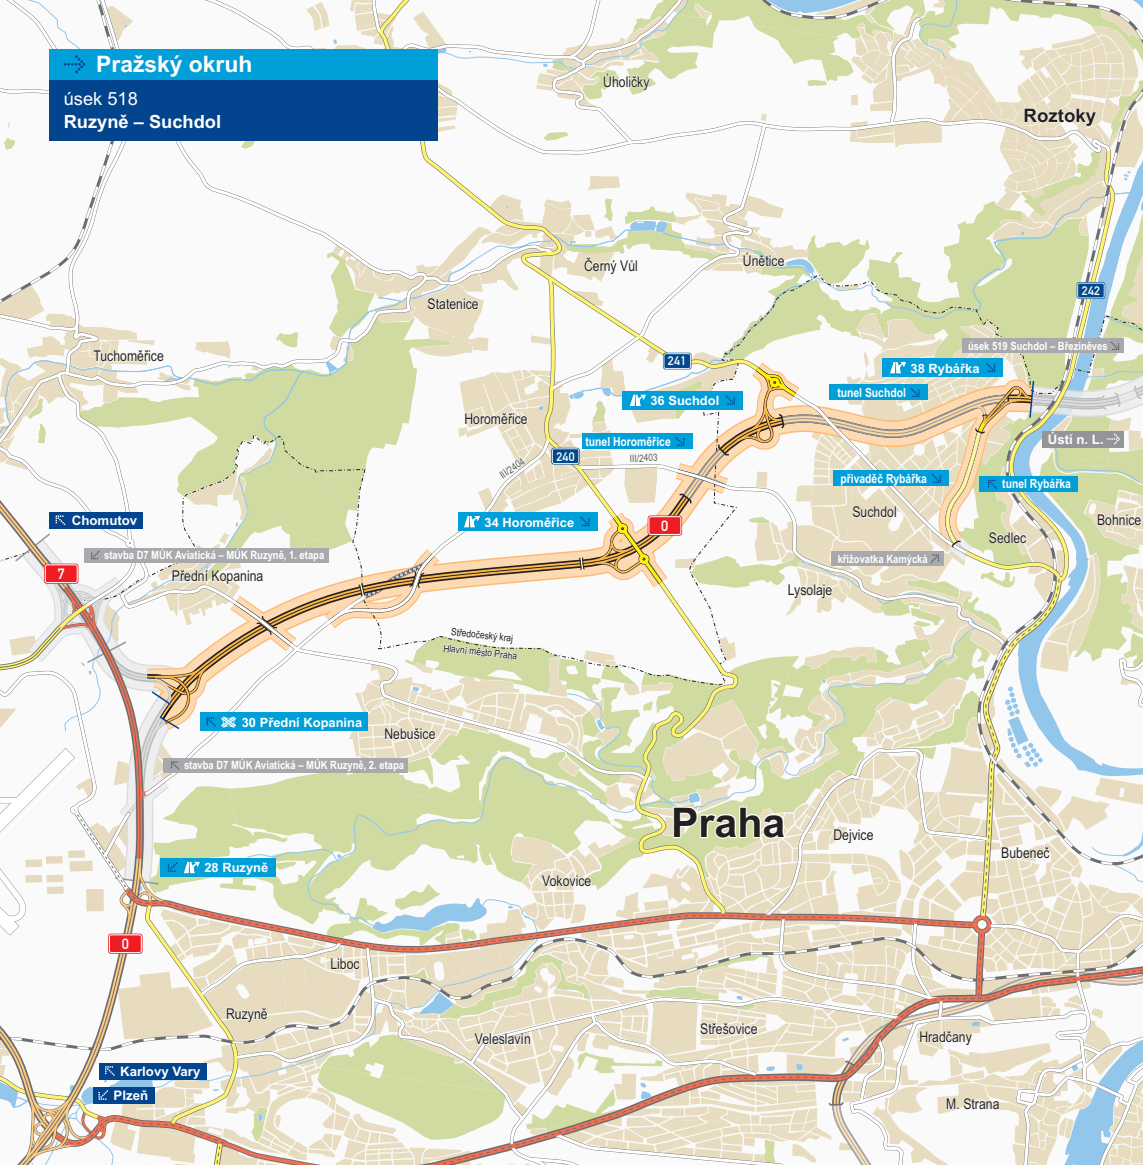 Pražský okruh
úsek 518
Ruzyně – Suchdol
Úholičky
Roztoky
Černý Vůl
Únětice
242
Statenice
úsek 519 Suchdol – Březiněves
Tuchoměřice
241
38 Rybářka
tunel Suchdol
36 Suchdol
Horoměřice
tunel Horoměřice
Ústí n. L.
240
III/2403
III/2404
přivaděč Rybářka
tunel Rybářka
Suchdol
Chomutov
34 Horoměřice
0
Bohnice
Sedlec
stavba D7 MÚK Aviatická – MÚK Ruzyně, 1. etapa
křižovatka Kamýcká
7
Přední Kopanina
Lysolaje
Středočeský kraj
Hlavní město Praha
30 Přední Kopanina
Nebušice
stavba D7 MÚK Aviatická – MÚK Ruzyně, 2. etapa
Praha
Dejvice
Bubeneč
28 Ruzyně
Vokovice
0
Liboc
Ruzyně
Veleslavín
Střešovice
Hradčany
Karlovy Vary
Plzeň
M. Strana